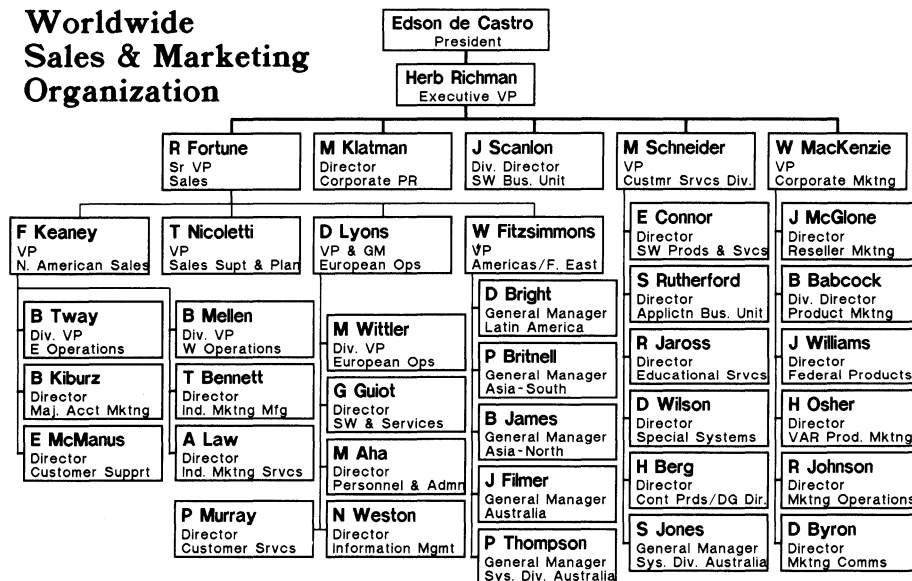 Worldwide
Sales & Marketing
Organization
Edson de Castro
President
Herb Richman
Executive VP
R Fortune
Sr VP
Sales
M Klatman
Director
Corporate PR
J Scanlon
Div. Director
SW Bus. Unit
M Schneider
VP
Custmr Srvcs Div.
W MacKenzie
VP
Corporate Mktng
F Keaney
VP
N. American Sales
T Nicoletti
VP
Sales Supt & Plan
D Lyons
VP & GM
European Ops
W Fitzsimmons
VP
Americas/F. East
B Tway
Div. VP
E Operations
B Kiburz
Director
Maj. Acct Mktng
E McManus
Director
Customer Supprt
B Mellen
Div. VP
W Operations
T Bennett
Director
Ind. Mktng Mfg
A Law
Director
Ind. Mktng Srvcs
M Wittler
Div. VP
European Ops
G Guiot
Director
SW & Services
M Aha
Director
Personnel & Admn
P Murray
Director
Customer Srvcs
N Weston
Director
Information Mgmt
D Bright
General Manager
Latin America
P Britnell
General Manager
Asia-South
B James
General Manager
Asia-North
J Filmer
General Manager
Australia
P Thompson
General Manager
Sys. Div. Australia
E Connor
Director
SW Prods & Svcs
S Rutherford
Director
Applictn Bus. Unit
R Jaross
Director
Educational Srvcs
D Wilson
Director
Special Systems
H Berg
Director
Cont Prds/DG Dir.
S Jones
General Manager
Sys. Div. Australia
J McGlone
Director
Reseller Mktng
B Babcock
Div. Director
Product Mktng
J Williams
Director
Federal Products
H Osher
Director
VAR Prod. Mktng
R Johnson
Director
Mktng Operations
D Byron
Director
Mktng Comms